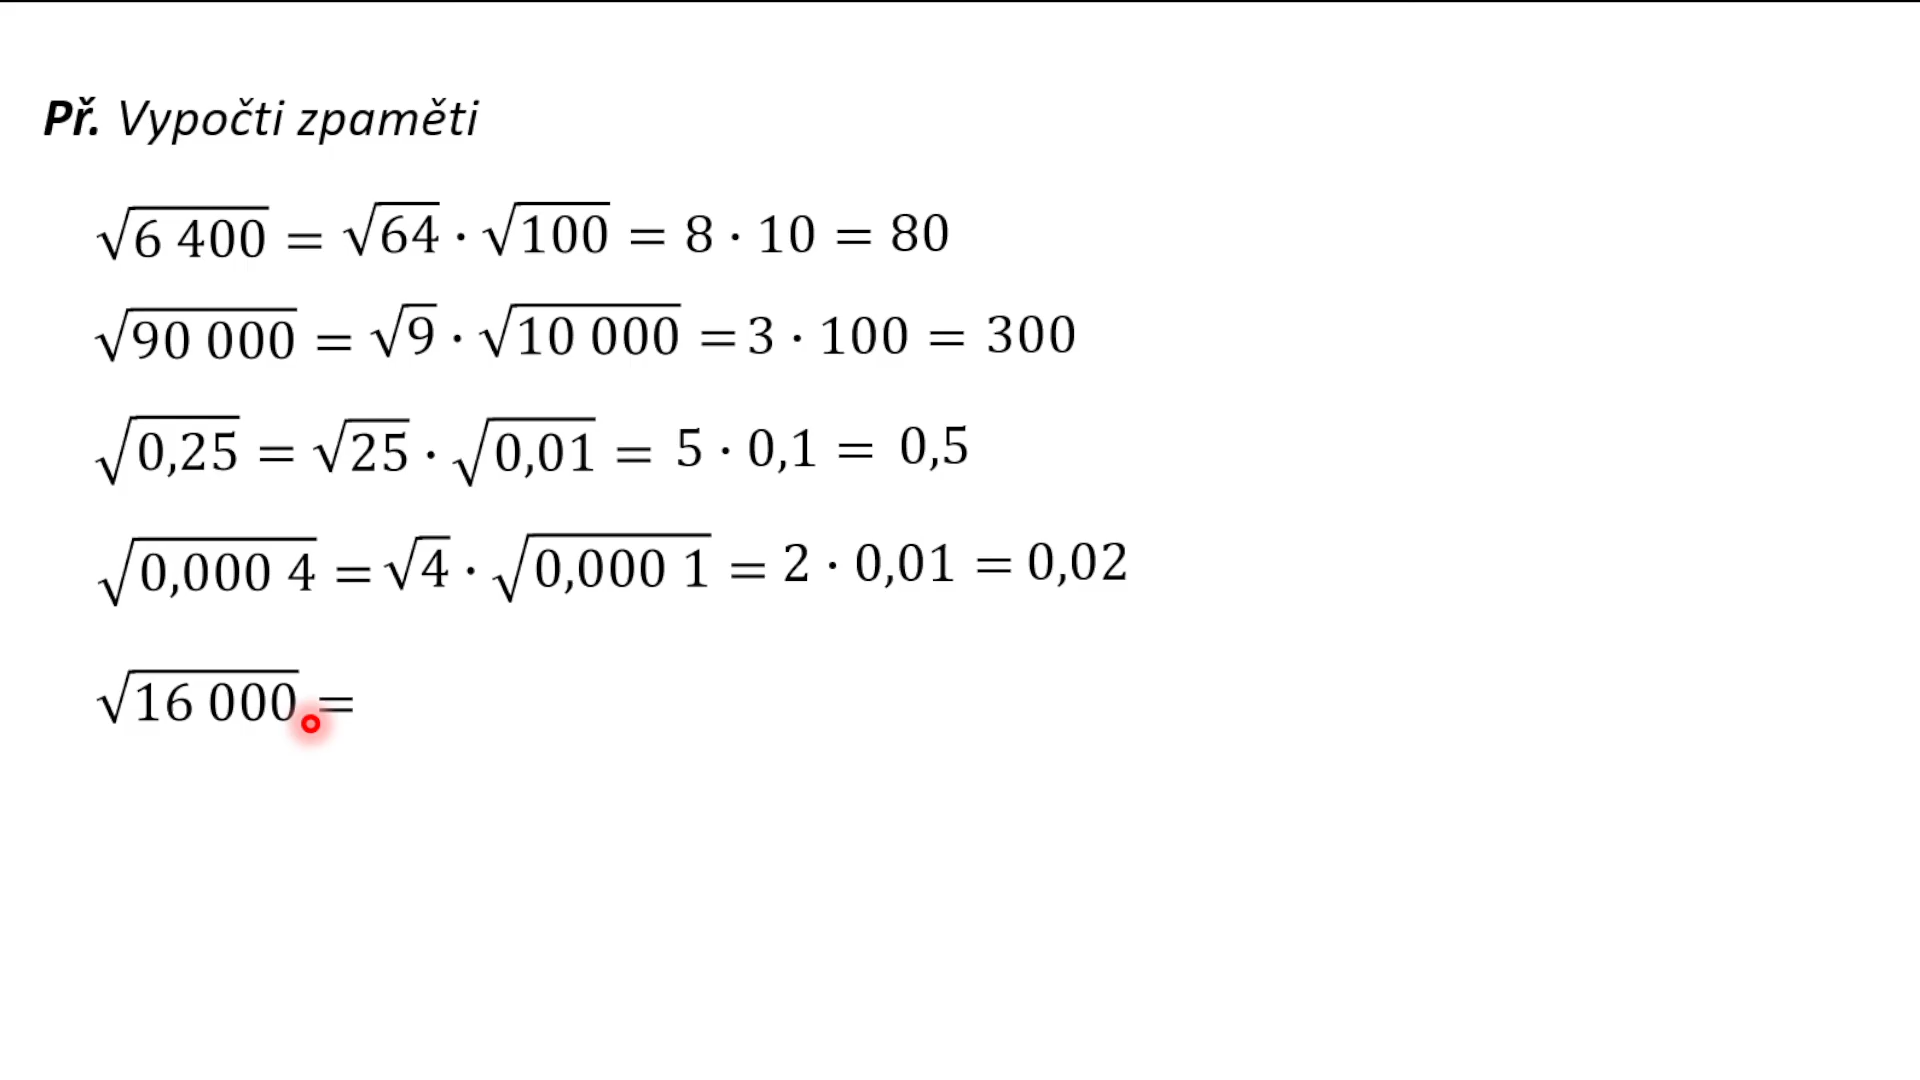 Př. Vypočti zpaměti
√6 400 = √64 · √100 = 8 · 10 = 80
√90 000 = √9 · √10 000 = 3 · 100 = 300
√0,25 = √25 · √0,01 = 5 · 0,1 = 0,5
√0,000 4 = √4 · √0,000 1 = 2 · 0,01 = 0,02
√16 000 =